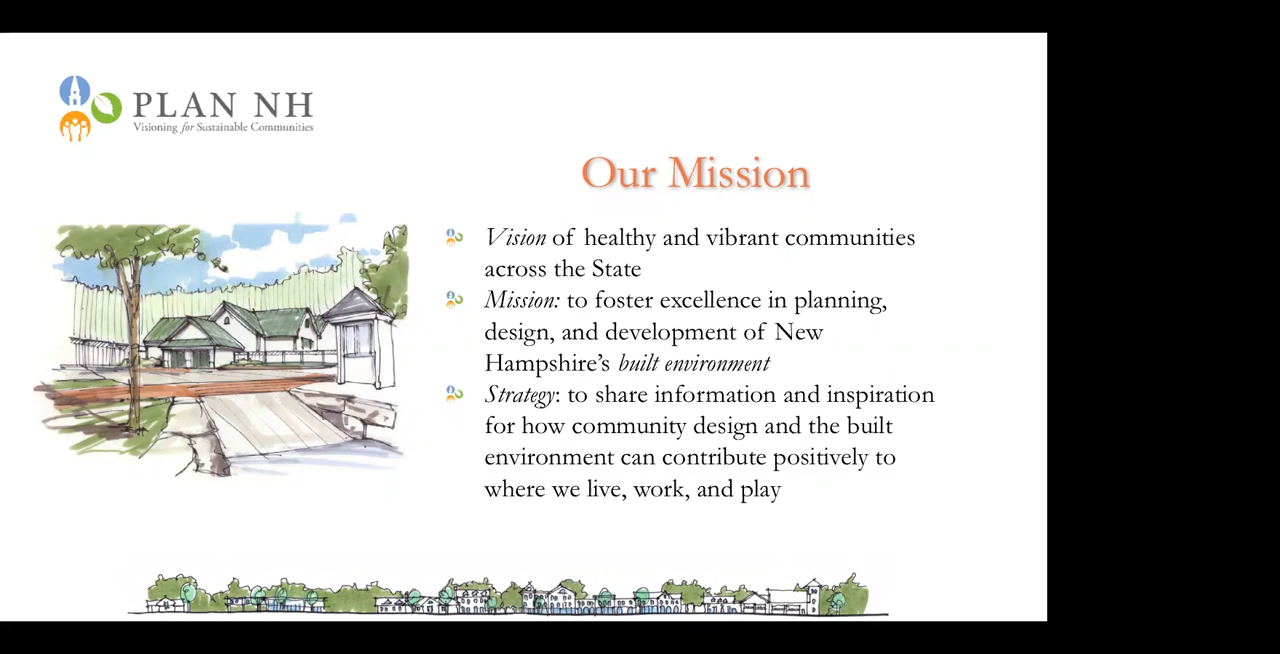 PLAN NH
Visioning for Sustainable Communities
Our Mission
Vision of healthy and vibrant communities
across the State
Mission: to foster excellence in planning,
design, and development of New
Hampshire’s built environment
Strategy: to share information and inspiration
for how community design and the built
environment can contribute positively to
where we live, work, and play